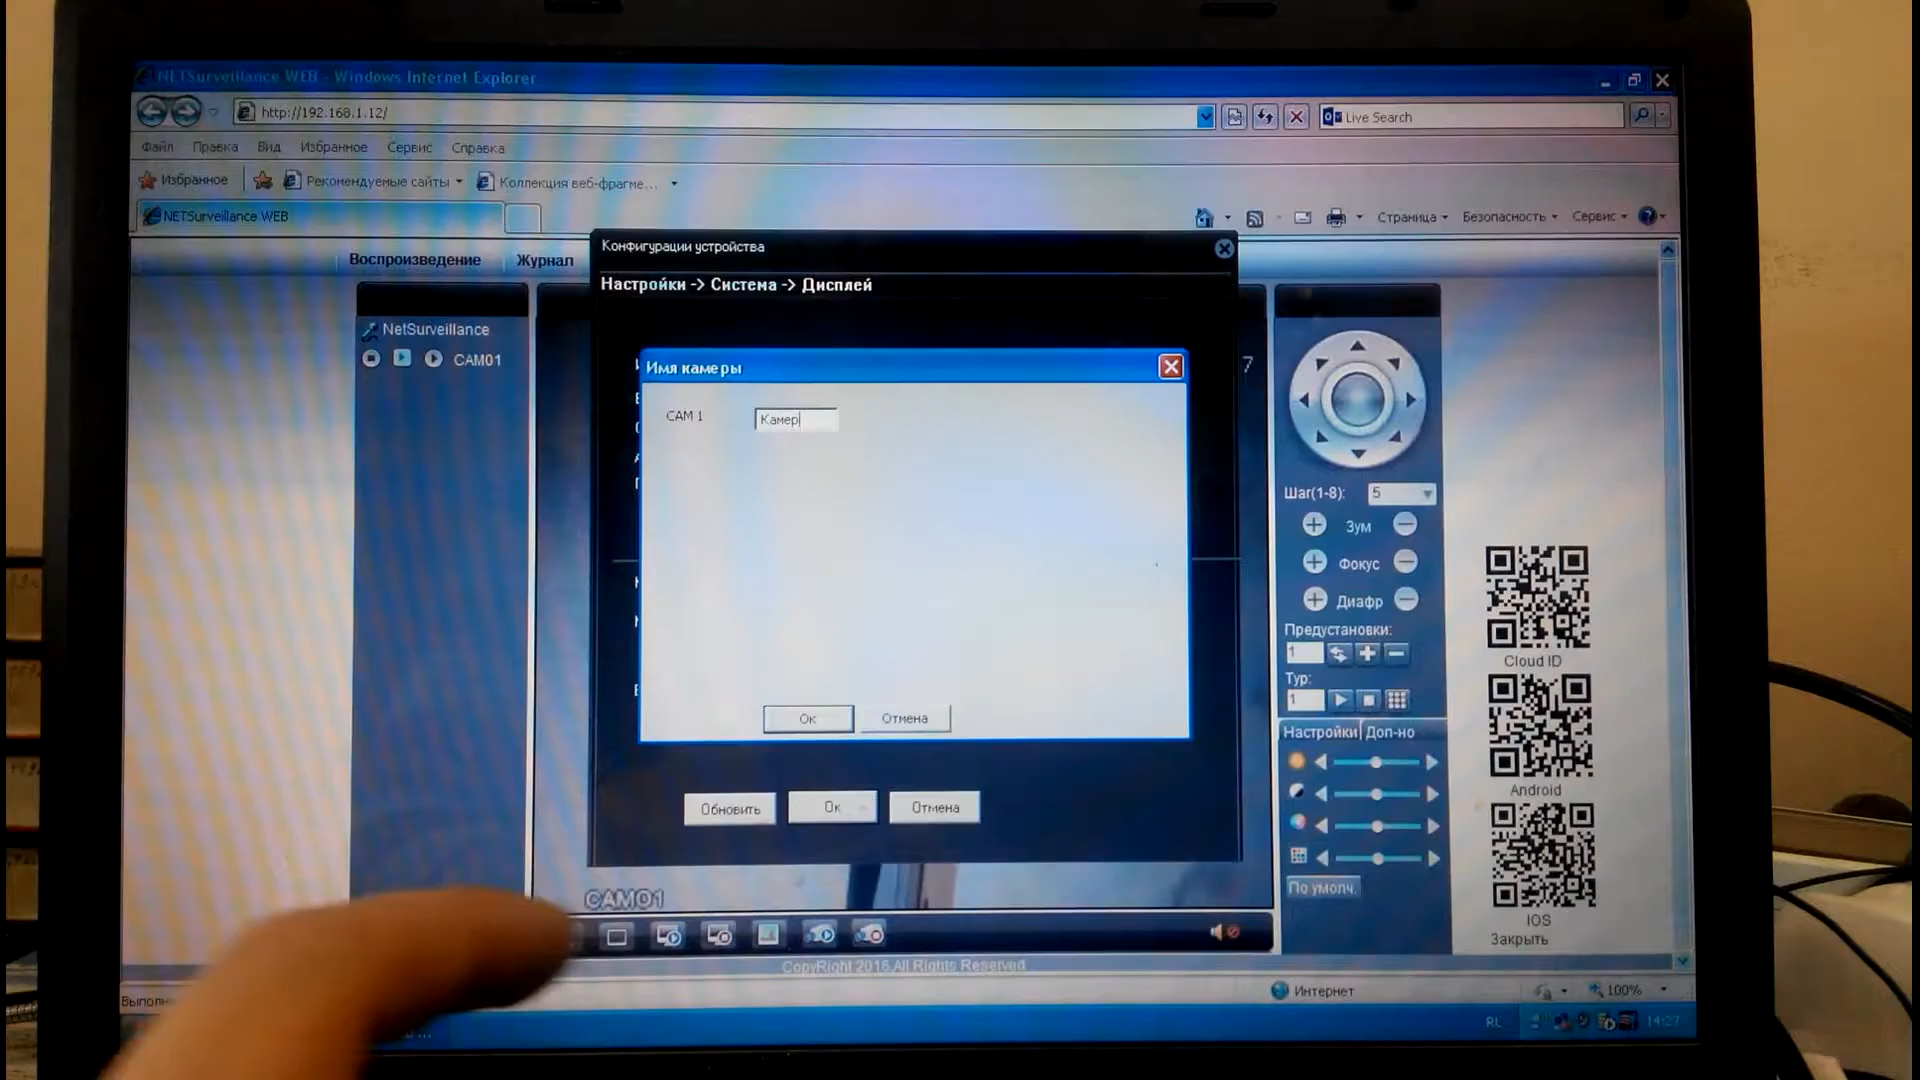 NETSurveillance WEB - Windows Internet Explorer
http://192.168.1.12/
Live Search
Файл Правка Вид Избранное Сервис Справка
Избранное Рекомендуемые сайты Коллекция веб-фрагме...
NETSurveillance WEB
Страница Безопасность Сервис
Воспроизведение Журнал
Конфигурации устройства
Настройки -> Система -> Дисплей
NetSurveillance
CAM01
7
Имя камеры
CAM 1 Камер
Ок Отмена
Обновить Ок Отмена
Шаг(1-8): 5
Зум
Фокус
Диафр
Предустановки:
1
Тур:
1
Настройки Доп-но
По умолч.
Cloud ID
Android
IOS
Закрыть
CAM01
CopyRight 2016,All Rights Reserved
Интернет 100%
14:27